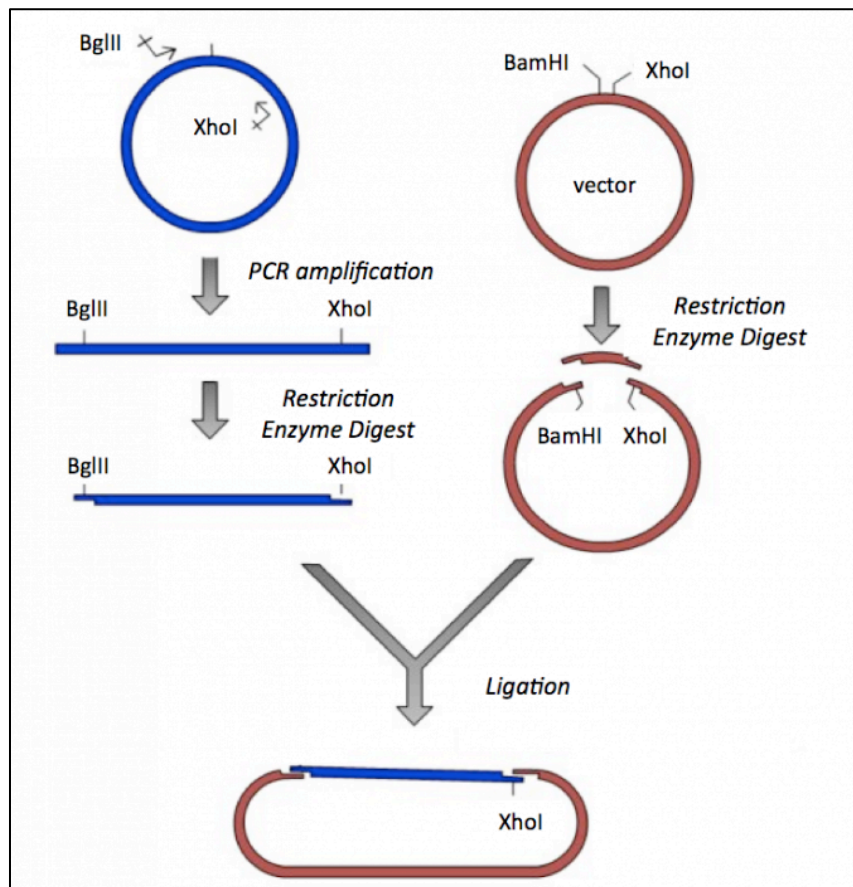 BglII
XhoI
BamHI
XhoI
vector
PCR amplification
BglII
XhoI
Restriction
Enzyme Digest
Restriction
Enzyme Digest
BglII
XhoI
BamHI
XhoI
Ligation
XhoI